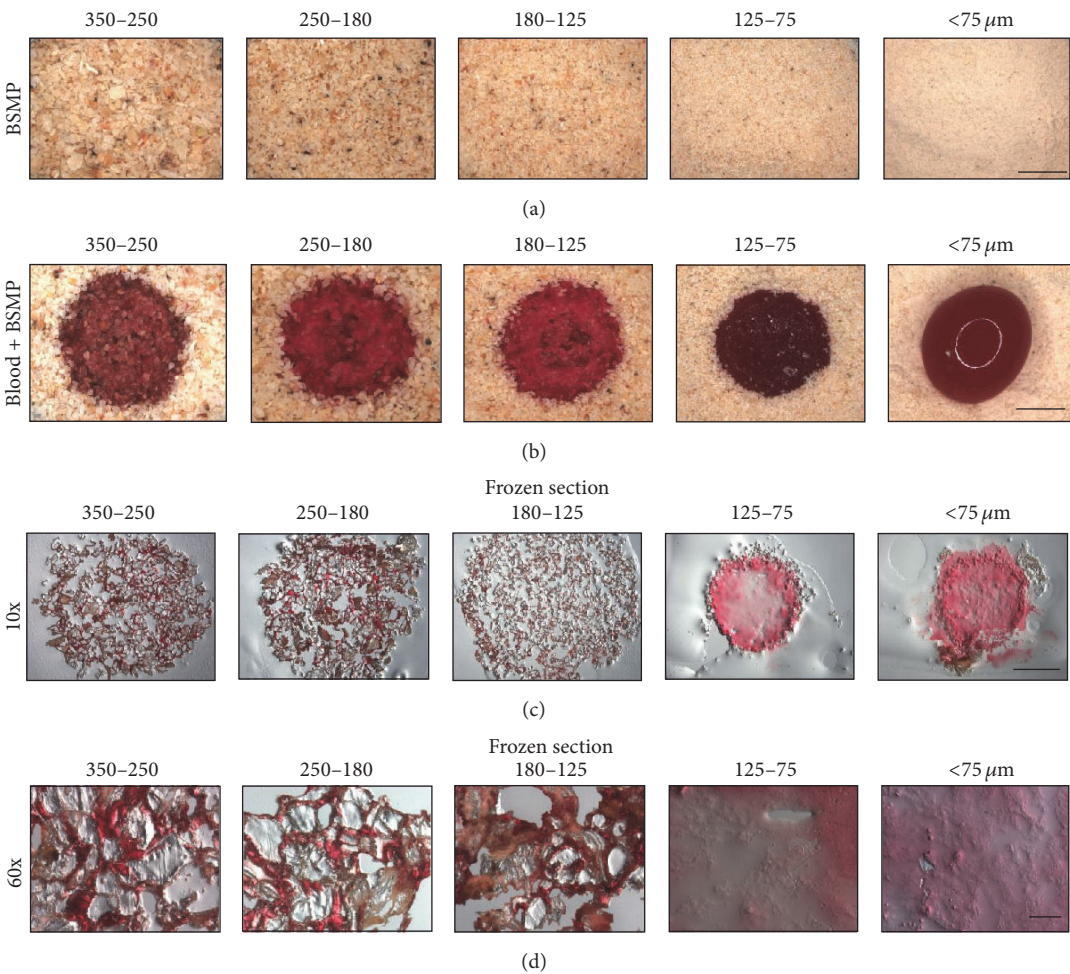 350–250 250–180 180–125 125–75 <75 μm
BSMP
(a)
350–250 250–180 180–125 125–75 <75 μm
Blood + BSMP
(b)
Frozen section
350–250 250–180 180–125 125–75 <75 μm
10x
(c)
Frozen section
350–250 250–180 180–125 125–75 <75 μm
60x
(d)